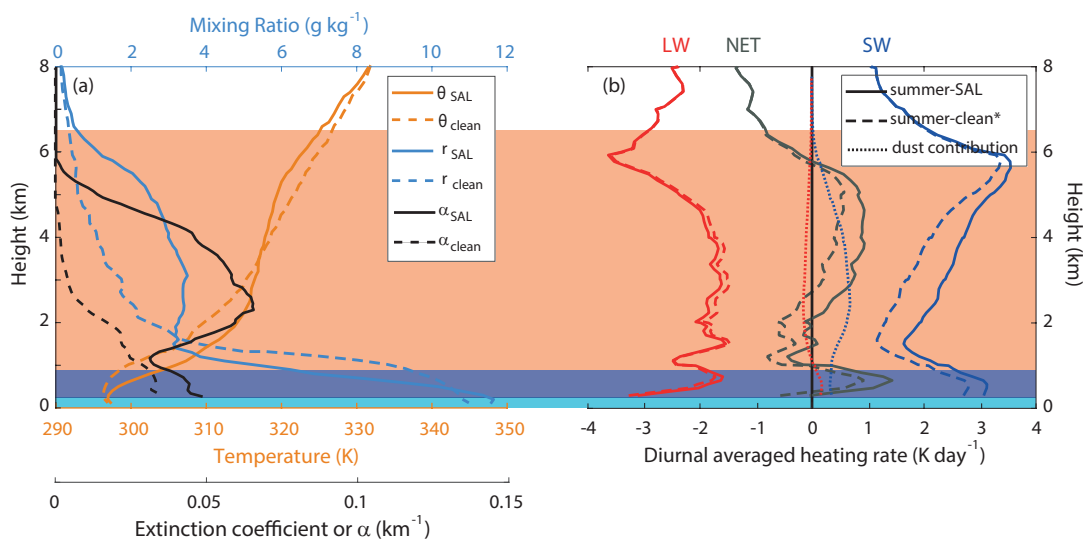 Mixing Ratio (g kg⁻¹)
0 2 4 6 8 10 12
LW NET SW
8 (a)
θ SAL
θ clean
r SAL
r clean
α SAL
α clean
6
4
2
0
Height (km)
290 300 310 320 330 340 350
Temperature (K)
0 0.05 0.1 0.15
Extinction coefficient or α (km⁻¹)
(b) 8
summer-SAL
summer-clean*
dust contribution
6
4
2
0
Height (km)
-4 -3 -2 -1 0 1 2 3 4
Diurnal averaged heating rate (K day⁻¹)